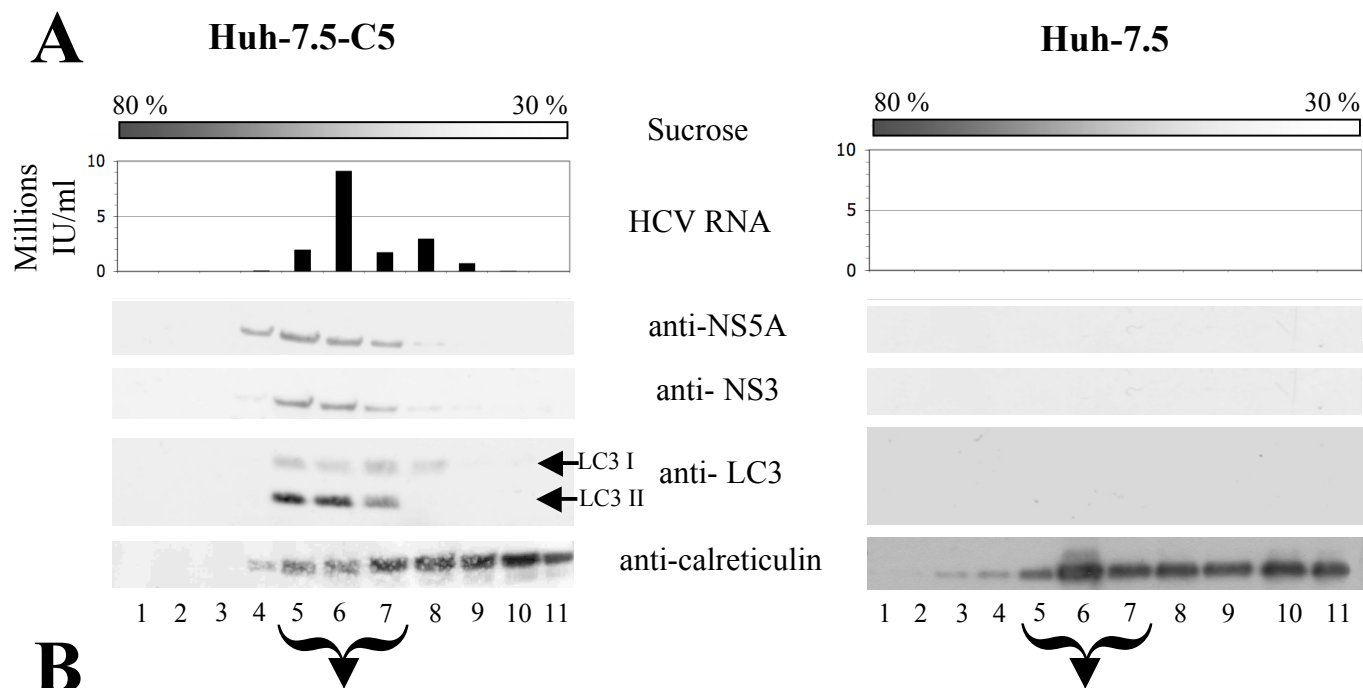 A
Huh-7.5-C5
Huh-7.5
80 % 30 %
Sucrose
80 % 30 %
Millions
IU/ml
10
5
0
HCV RNA
10
5
0
anti-NS5A
anti- NS3
LC3 I
LC3 II
anti- LC3
anti-calreticulin
1 2 3 4 5 6 7 8 9 10 11
1 2 3 4 5 6 7 8 9 10 11
B